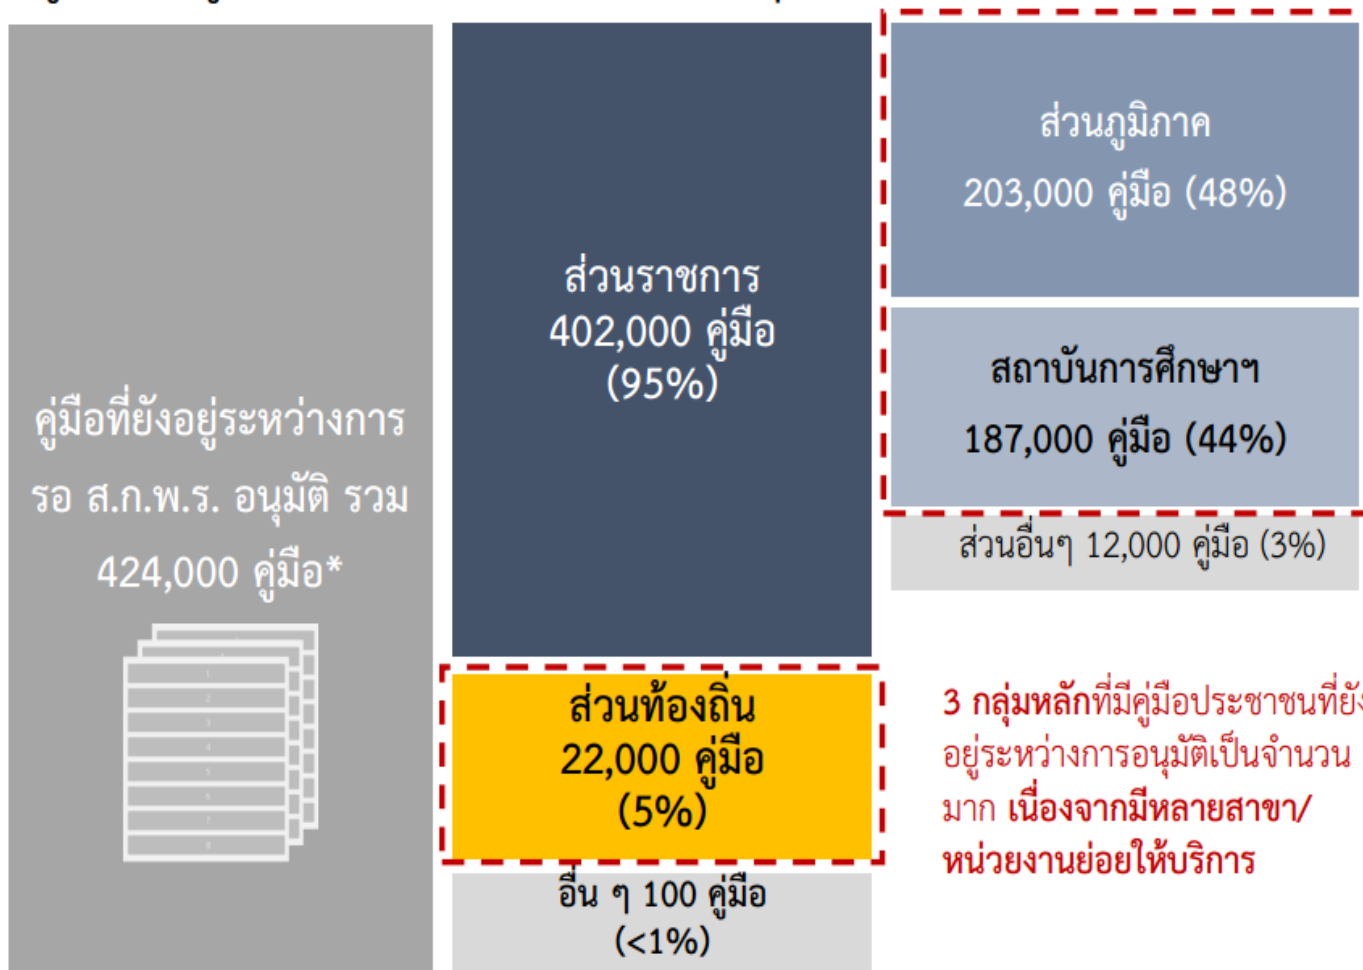 คู่มือที่ยังอยู่ระหว่างการ
รอ ส.ก.พ.ร. อนุมัติ รวม
424,000 คู่มือ*
1
2
3
4
5
6
7
8
ส่วนราชการ
402,000 คู่มือ
(95%)
ส่วนท้องถิ่น
22,000 คู่มือ
(5%)
อื่น ๆ 100 คู่มือ
(<1%)
ส่วนภูมิภาค
203,000 คู่มือ (48%)
สถาบันการศึกษาฯ
187,000 คู่มือ (44%)
ส่วนอื่นๆ 12,000 คู่มือ (3%)
3 กลุ่มหลักที่มีคู่มือประชาชนที่ยัง
อยู่ระหว่างการอนุมัติเป็นจำนวน
มาก เนื่องจากมีหลายสาขา/
หน่วยงานย่อยให้บริการ